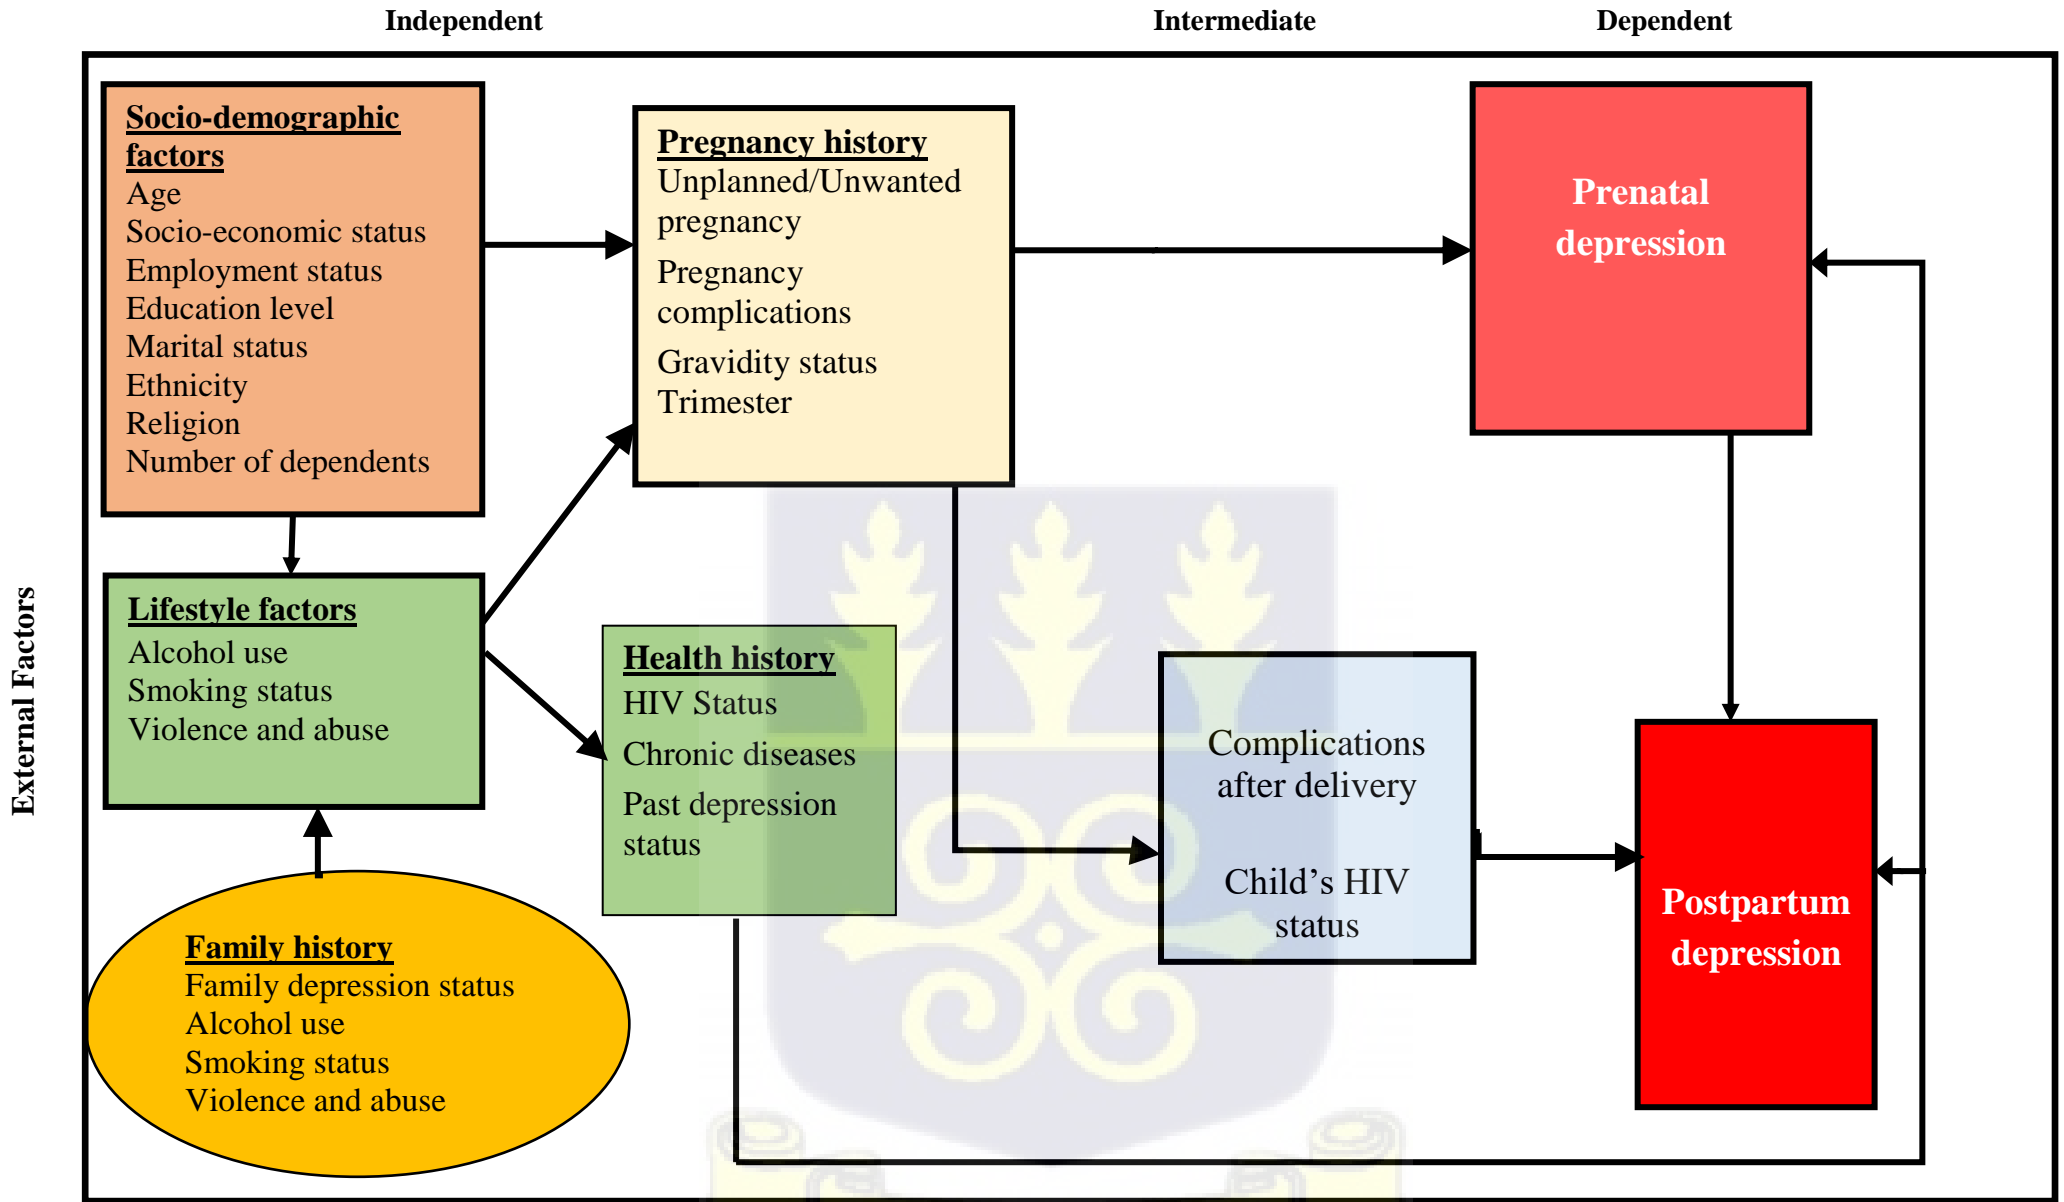 Independent
Intermediate
Dependent
External Factors
Socio-demographic
factors
Age
Socio-economic status
Employment status
Education level
Marital status
Ethnicity
Religion
Number of dependents
Pregnancy history
Unplanned/Unwanted
pregnancy
Pregnancy
complications
Gravidity status
Trimester
Prenatal
depression
Lifestyle factors
Alcohol use
Smoking status
Violence and abuse
Health history
HIV Status
Chronic diseases
Past depression
status
Complications
after delivery
Child’s HIV
status
Postpartum
depression
Family history
Family depression status
Alcohol use
Smoking status
Violence and abuse